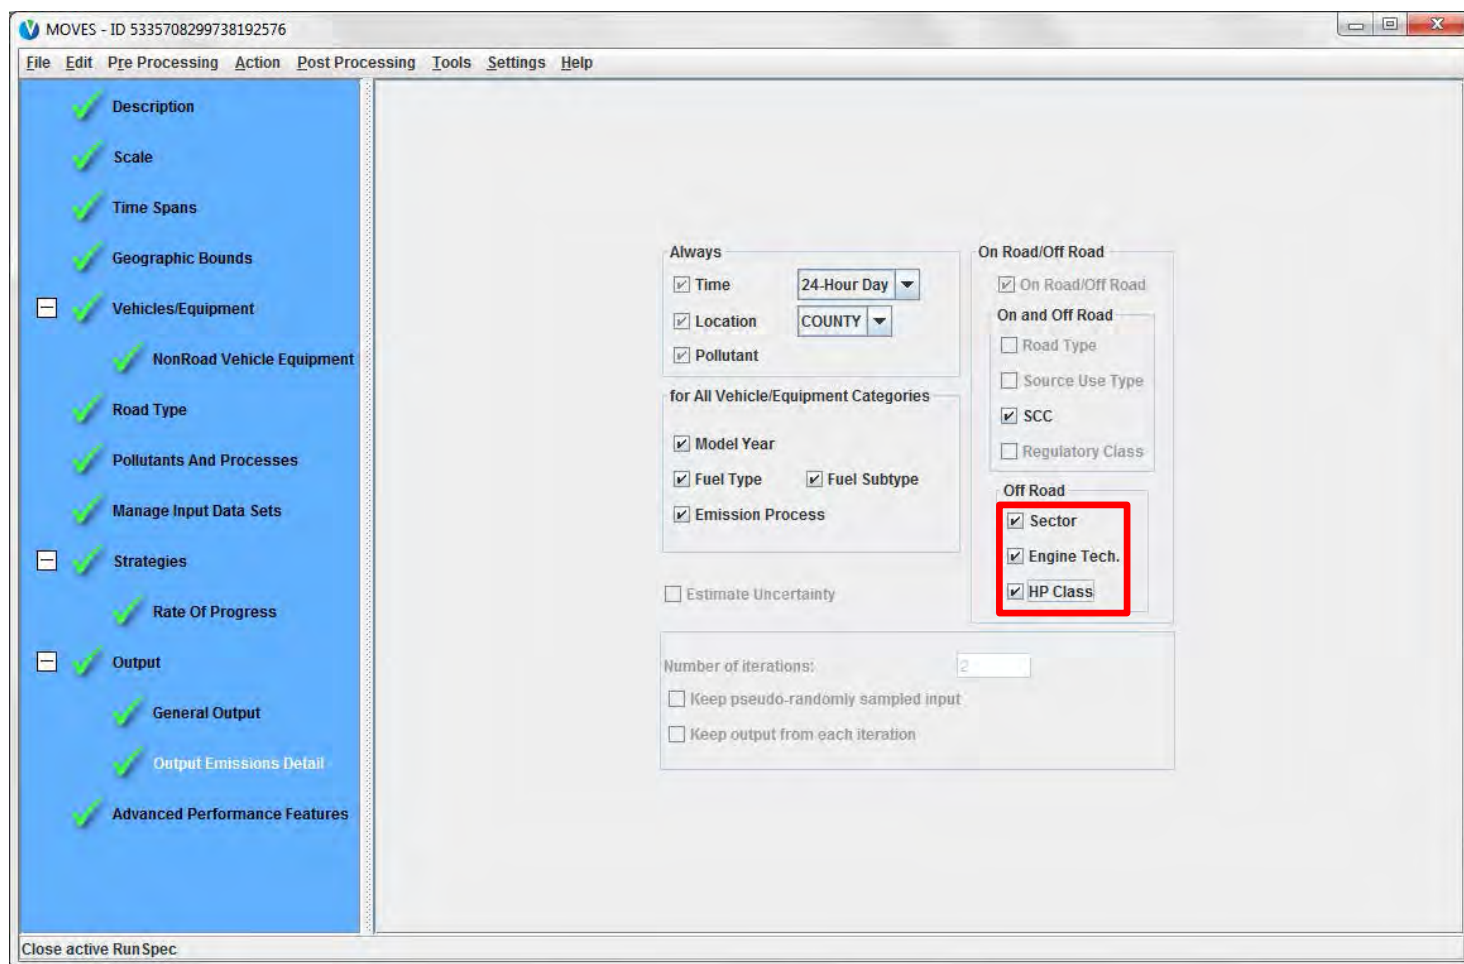 MOVES - ID 5335708299738192576
File Edit Pre Processing Action Post Processing Tools Settings Help
Description
Scale
Time Spans
Geographic Bounds
Vehicles/Equipment
NonRoad Vehicle Equipment
Road Type
Pollutants And Processes
Manage Input Data Sets
Strategies
Rate Of Progress
Output
General Output
Output Emissions Detail
Advanced Performance Features
Always
Time 24-Hour Day
Location COUNTY
Pollutant
for All Vehicle/Equipment Categories
Model Year
Fuel Type Fuel Subtype
Emission Process
Estimate Uncertainty
On Road/Off Road
On Road/Off Road
On and Off Road
Road Type
Source Use Type
SCC
Regulatory Class
Off Road
Sector
Engine Tech.
HP Class
Number of iterations: 2
Keep pseudo-randomly sampled input
Keep output from each iteration
Close active RunSpec